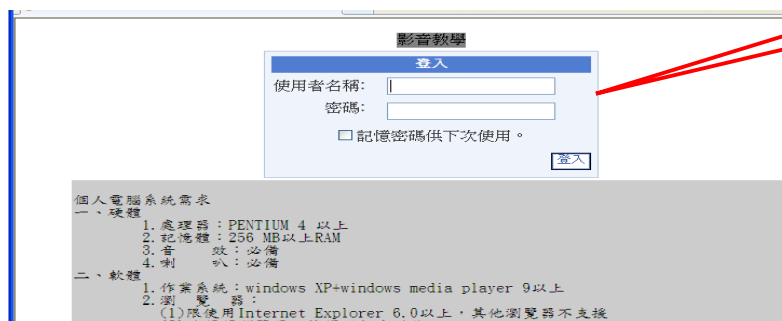 影音教學
登入
使用者名稱:
密碼:
記憶密碼供下次使用。
登入
個人電腦系統需求
一、硬體
1.處理器：PENTIUM 4 以上
2.記憶體：256 MB以上RAM
3.音　　效：必備
4.喇　　叭：必備
二、軟體
1.作業系統：windows XP+windows media player 9以上
2.瀏　覽　器：
(1)限使用Internet Explorer 6.0以上，其他瀏覽器不支援